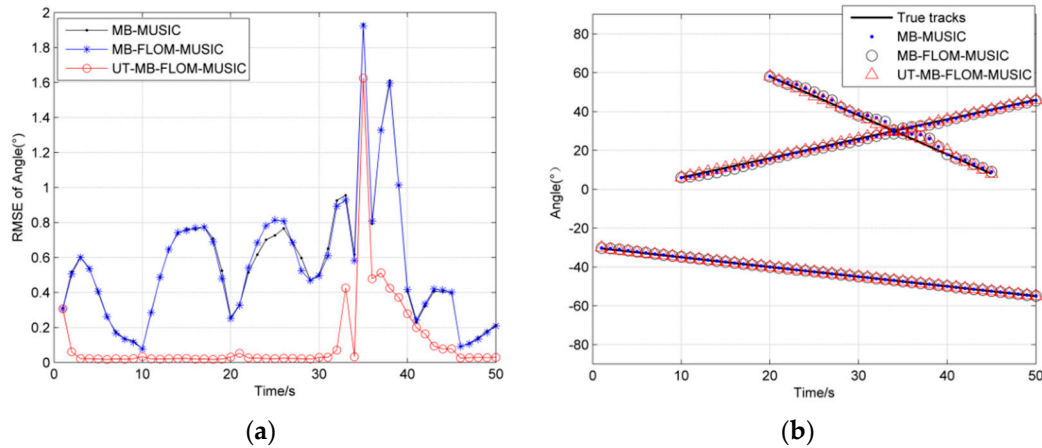 MB-MUSIC
MB-FLOM-MUSIC
UT-MB-FLOM-MUSIC
RMSE of Angle(°)
2
1.8
1.6
1.4
1.2
1
0.8
0.6
0.4
0.2
0
0 10 20 30 40 50
Time/s
(a)
True tracks
MB-MUSIC
MB-FLOM-MUSIC
UT-MB-FLOM-MUSIC
Angle(°)
80
60
40
20
0
-20
-40
-60
-80
0 10 20 30 40 50
Time/s
(b)